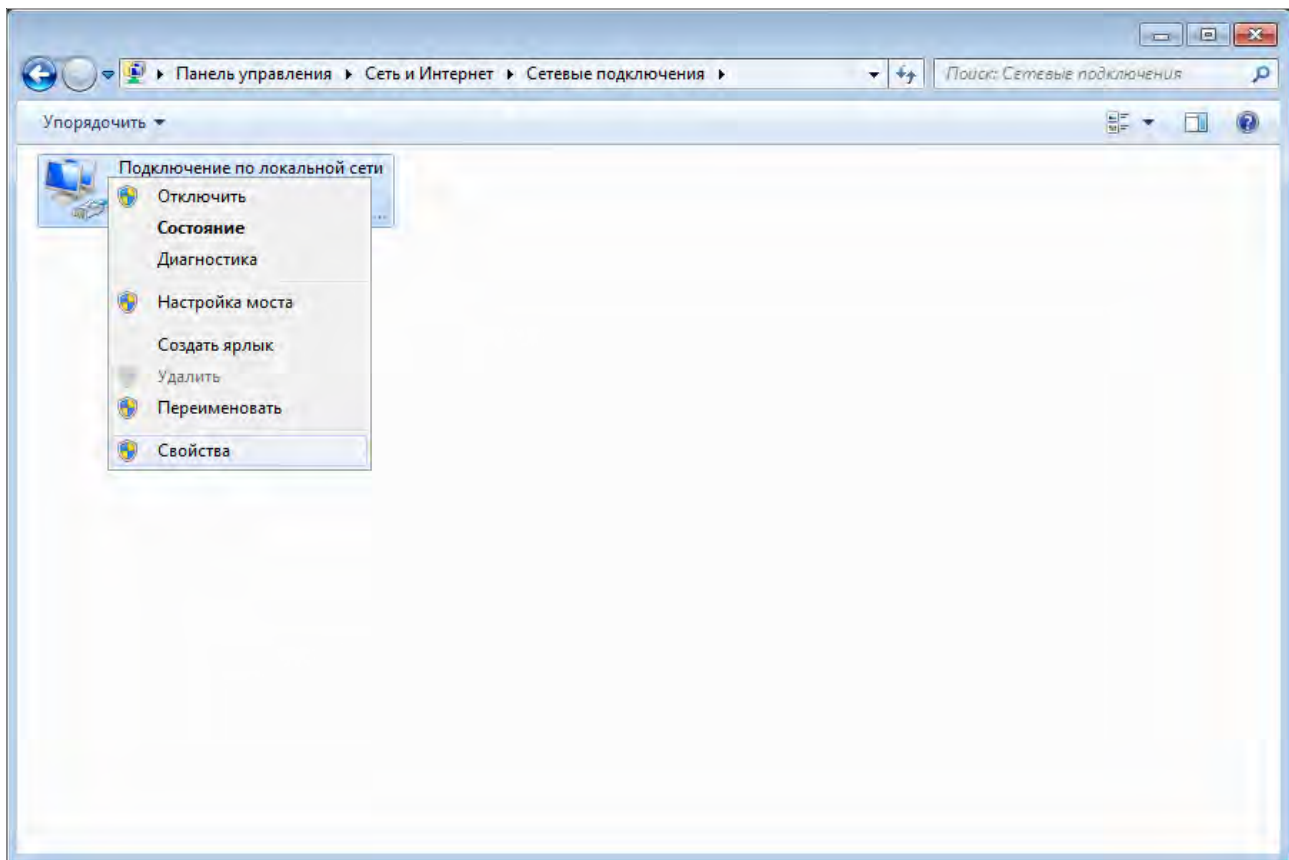 Панель управления Сеть и Интернет Сетевые подключения Поиск: Сетевые подключения
Упорядочить
Подключение по локальной сети
...
Отключить
Состояние
Диагностика
Настройка моста
Создать ярлык
Удалить
Переименовать
Свойства